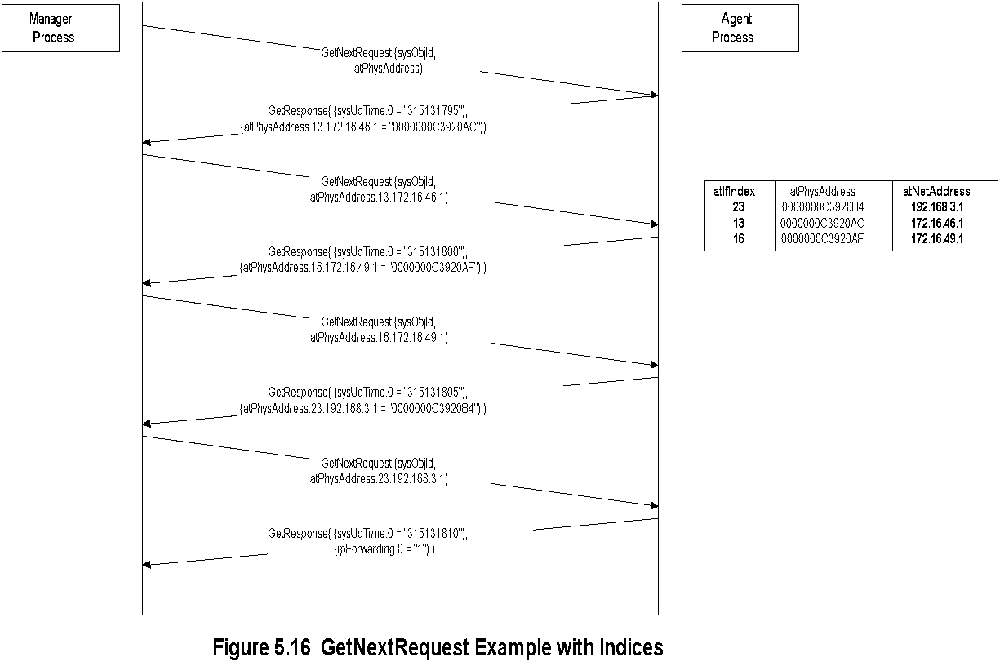 Manager
Process
Agent
Process
GetNextRequest (sysObjId,
atPhysAddress)
GetResponse( (sysUpTime.0 = "315131795"),
(atPhysAddress.13.172.16.46.1 = "0000000C3920AC"))
GetNextRequest (sysObjId,
atPhysAddress.13.172.16.46.1)
GetResponse( (sysUpTime.0 = "315131800"),
(atPhysAddress.16.172.16.49.1 = "0000000C3920AF") )
GetNextRequest (sysObjId,
atPhysAddress.16.172.16.49.1)
GetResponse( (sysUpTime.0 = "315131805"),
(atPhysAddress.23.192.168.3.1 = "0000000C3920B4") )
GetNextRequest (sysObjId,
atPhysAddress.23.192.168.3.1)
GetResponse( (sysUpTime.0 = "315131810"),
(ipForwarding.0 = "1") )
atIfIndex atPhysAddress atNetAddress
23 0000000C3920B4 192.168.3.1
13 0000000C3920AC 172.16.46.1
16 0000000C3920AF 172.16.49.1
Figure 5.16 GetNextRequest Example with Indices